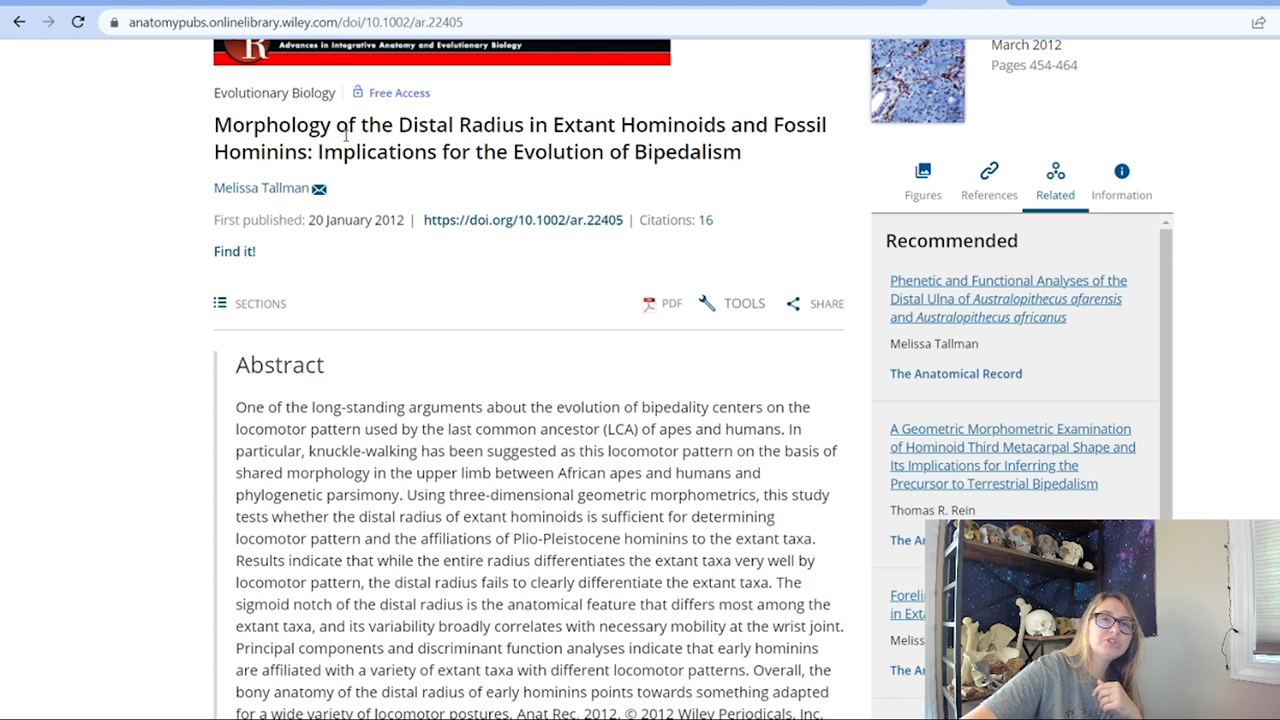 anatomypubs.onlinelibrary.wiley.com/doi/10.1002/ar.22405
R Advances in Integrative Anatomy and Evolutionary Biology
March 2012
Pages 454-464
Evolutionary Biology
Free Access
Morphology of the Distal Radius in Extant Hominoids and Fossil
Hominins: Implications for the Evolution of Bipedalism
Melissa Tallman
First published: 20 January 2012 | https://doi.org/10.1002/ar.22405 | Citations: 16
Find it!
SECTIONS
PDF
TOOLS
SHARE
Abstract
One of the long-standing arguments about the evolution of bipedality centers on the
locomotor pattern used by the last common ancestor (LCA) of apes and humans. In
particular, knuckle-walking has been suggested as this locomotor pattern on the basis of
shared morphology in the upper limb between African apes and humans and
phylogenetic parsimony. Using three-dimensional geometric morphometrics, this study
tests whether the distal radius of extant hominoids is sufficient for determining
locomotor pattern and the affiliations of Plio-Pleistocene hominins to the extant taxa.
Results indicate that while the entire radius differentiates the extant taxa very well by
locomotor pattern, the distal radius fails to clearly differentiate the extant taxa. The
sigmoid notch of the distal radius is the anatomical feature that differs most among the
extant taxa, and its variability broadly correlates with necessary mobility at the wrist joint.
Principal components and discriminant function analyses indicate that early hominins
are affiliated with a variety of extant taxa with different locomotor patterns. Overall, the
bony anatomy of the distal radius of early hominins points towards something adapted
for a wide variety of locomotor postures. Anat Rec, 2012. © 2012 Wiley Periodicals, Inc.
Figures
References
Related
Information
Recommended
Phenetic and Functional Analyses of the
Distal Ulna of Australopithecus afarensis
and Australopithecus africanus
Melissa Tallman
The Anatomical Record
A Geometric Morphometric Examination
of Hominoid Third Metacarpal Shape and
Its Implications for Inferring the
Precursor to Terrestrial Bipedalism
Thomas R. Rein
The
in